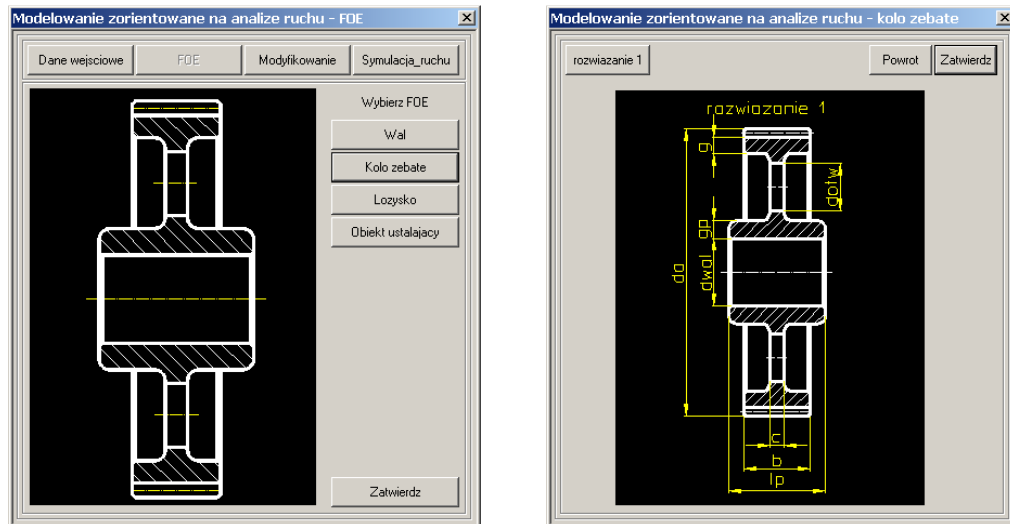 Modelowanie zorientowane na analize ruchu - FOE
Dane wejsciowe FOE Modyfikowanie Symulacja_ruchu
Wybierz FOE
Wal
Kolo zebate
Lozysko
Obiekt ustalajacy
Zatwierdz
Modelowanie zorientowane na analize ruchu - kolo zebate
rozwiazanie 1 Powrot Zatwierdz
rozwiazanie 1
g
dotw
gp
da
dwal
c
b
lp